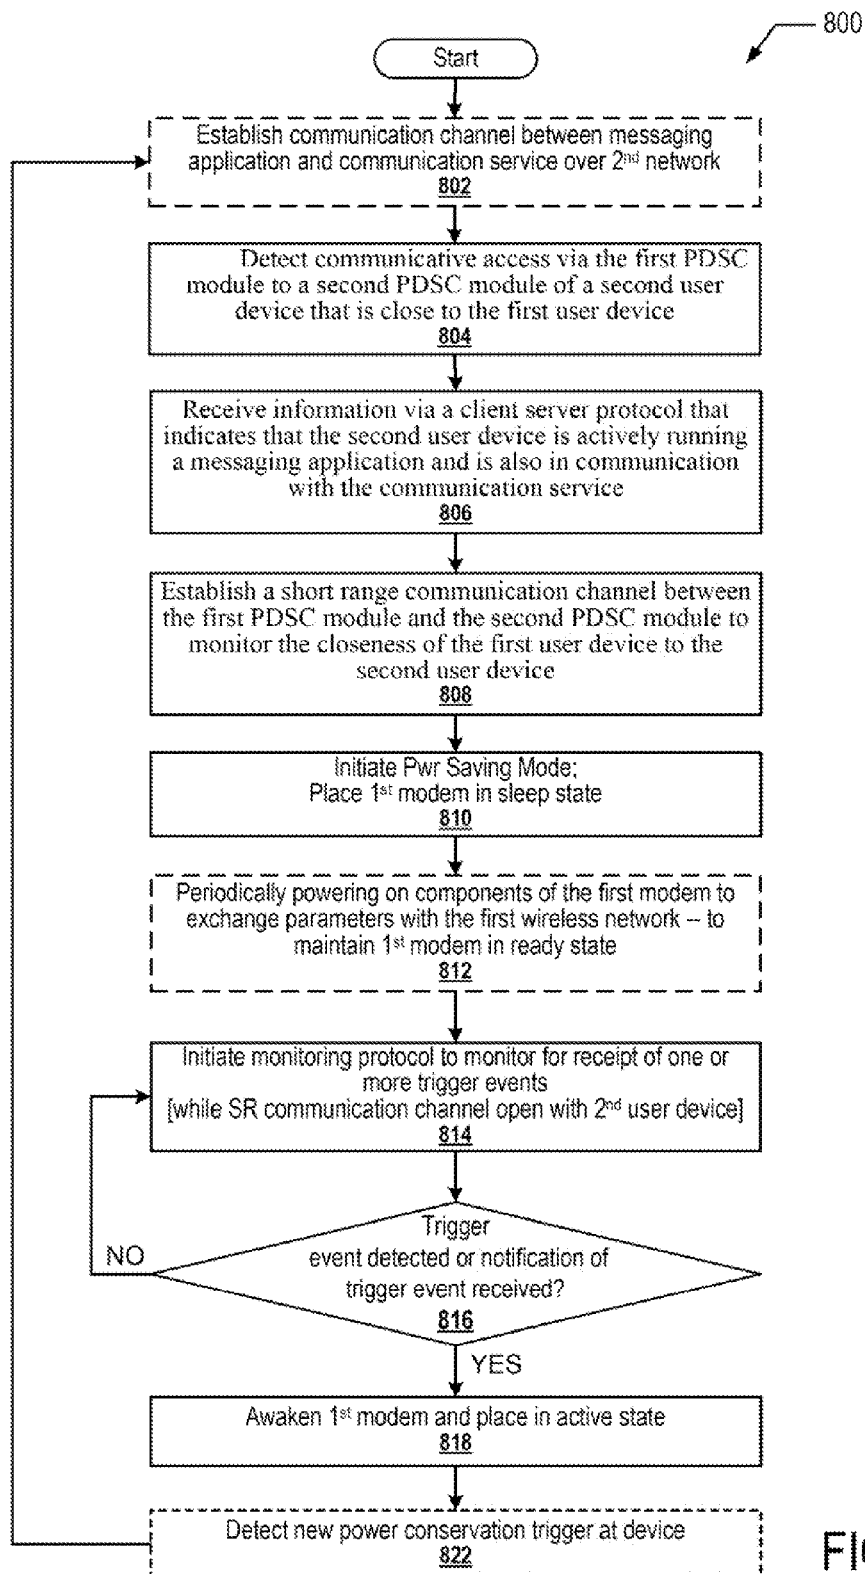 800
Start
Establish communication channel between messaging
application and communication service over 2nd network
802
Detect communicative access via the first PDSC
module to a second PDSC module of a second user
device that is close to the first user device
804
Receive information via a client server protocol that
indicates that the second user device is actively running
a messaging application and is also in communication
with the communication service
806
Establish a short range communication channel between
the first PDSC module and the second PDSC module to
monitor the closeness of the first user device to the
second user device
808
Initiate Pwr Saving Mode;
Place 1st modem in sleep state
810
Periodically powering on components of the first modem to
exchange parameters with the first wireless network – to
maintain 1st modem in ready state
812
Initiate monitoring protocol to monitor for receipt of one or
more trigger events
[while SR communication channel open with 2nd user device]
814
Trigger
event detected or notification of
trigger event received?
816
NO
YES
Awaken 1st modem and place in active state
818
Detect new power conservation trigger at device
822